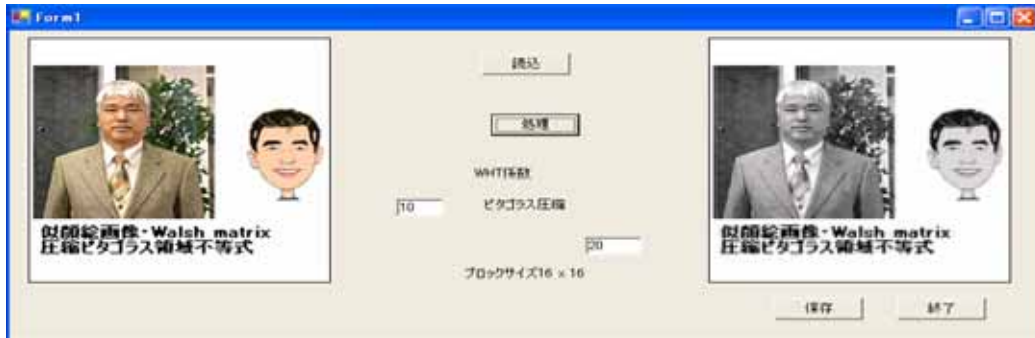 Form1
似顔絵画像・Walsh matrix
圧縮ピタゴラス領域不等式
読込
処理
WHT係数
10
ピタゴラス圧縮
20
ブロックサイズ16 × 16
似顔絵画像・Walsh matrix
圧縮ピタゴラス領域不等式
保存
終了